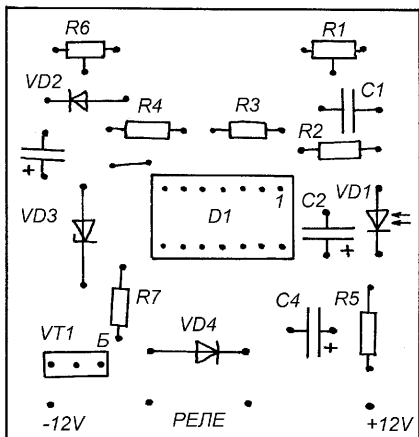 R6 R1
VD2 R4 R3 C1
R2
+ 1 C2 VD1
VD3 D1
+
R7 VD4 C4 R5
VT1 Б +
-12V РЕЛЕ +12V